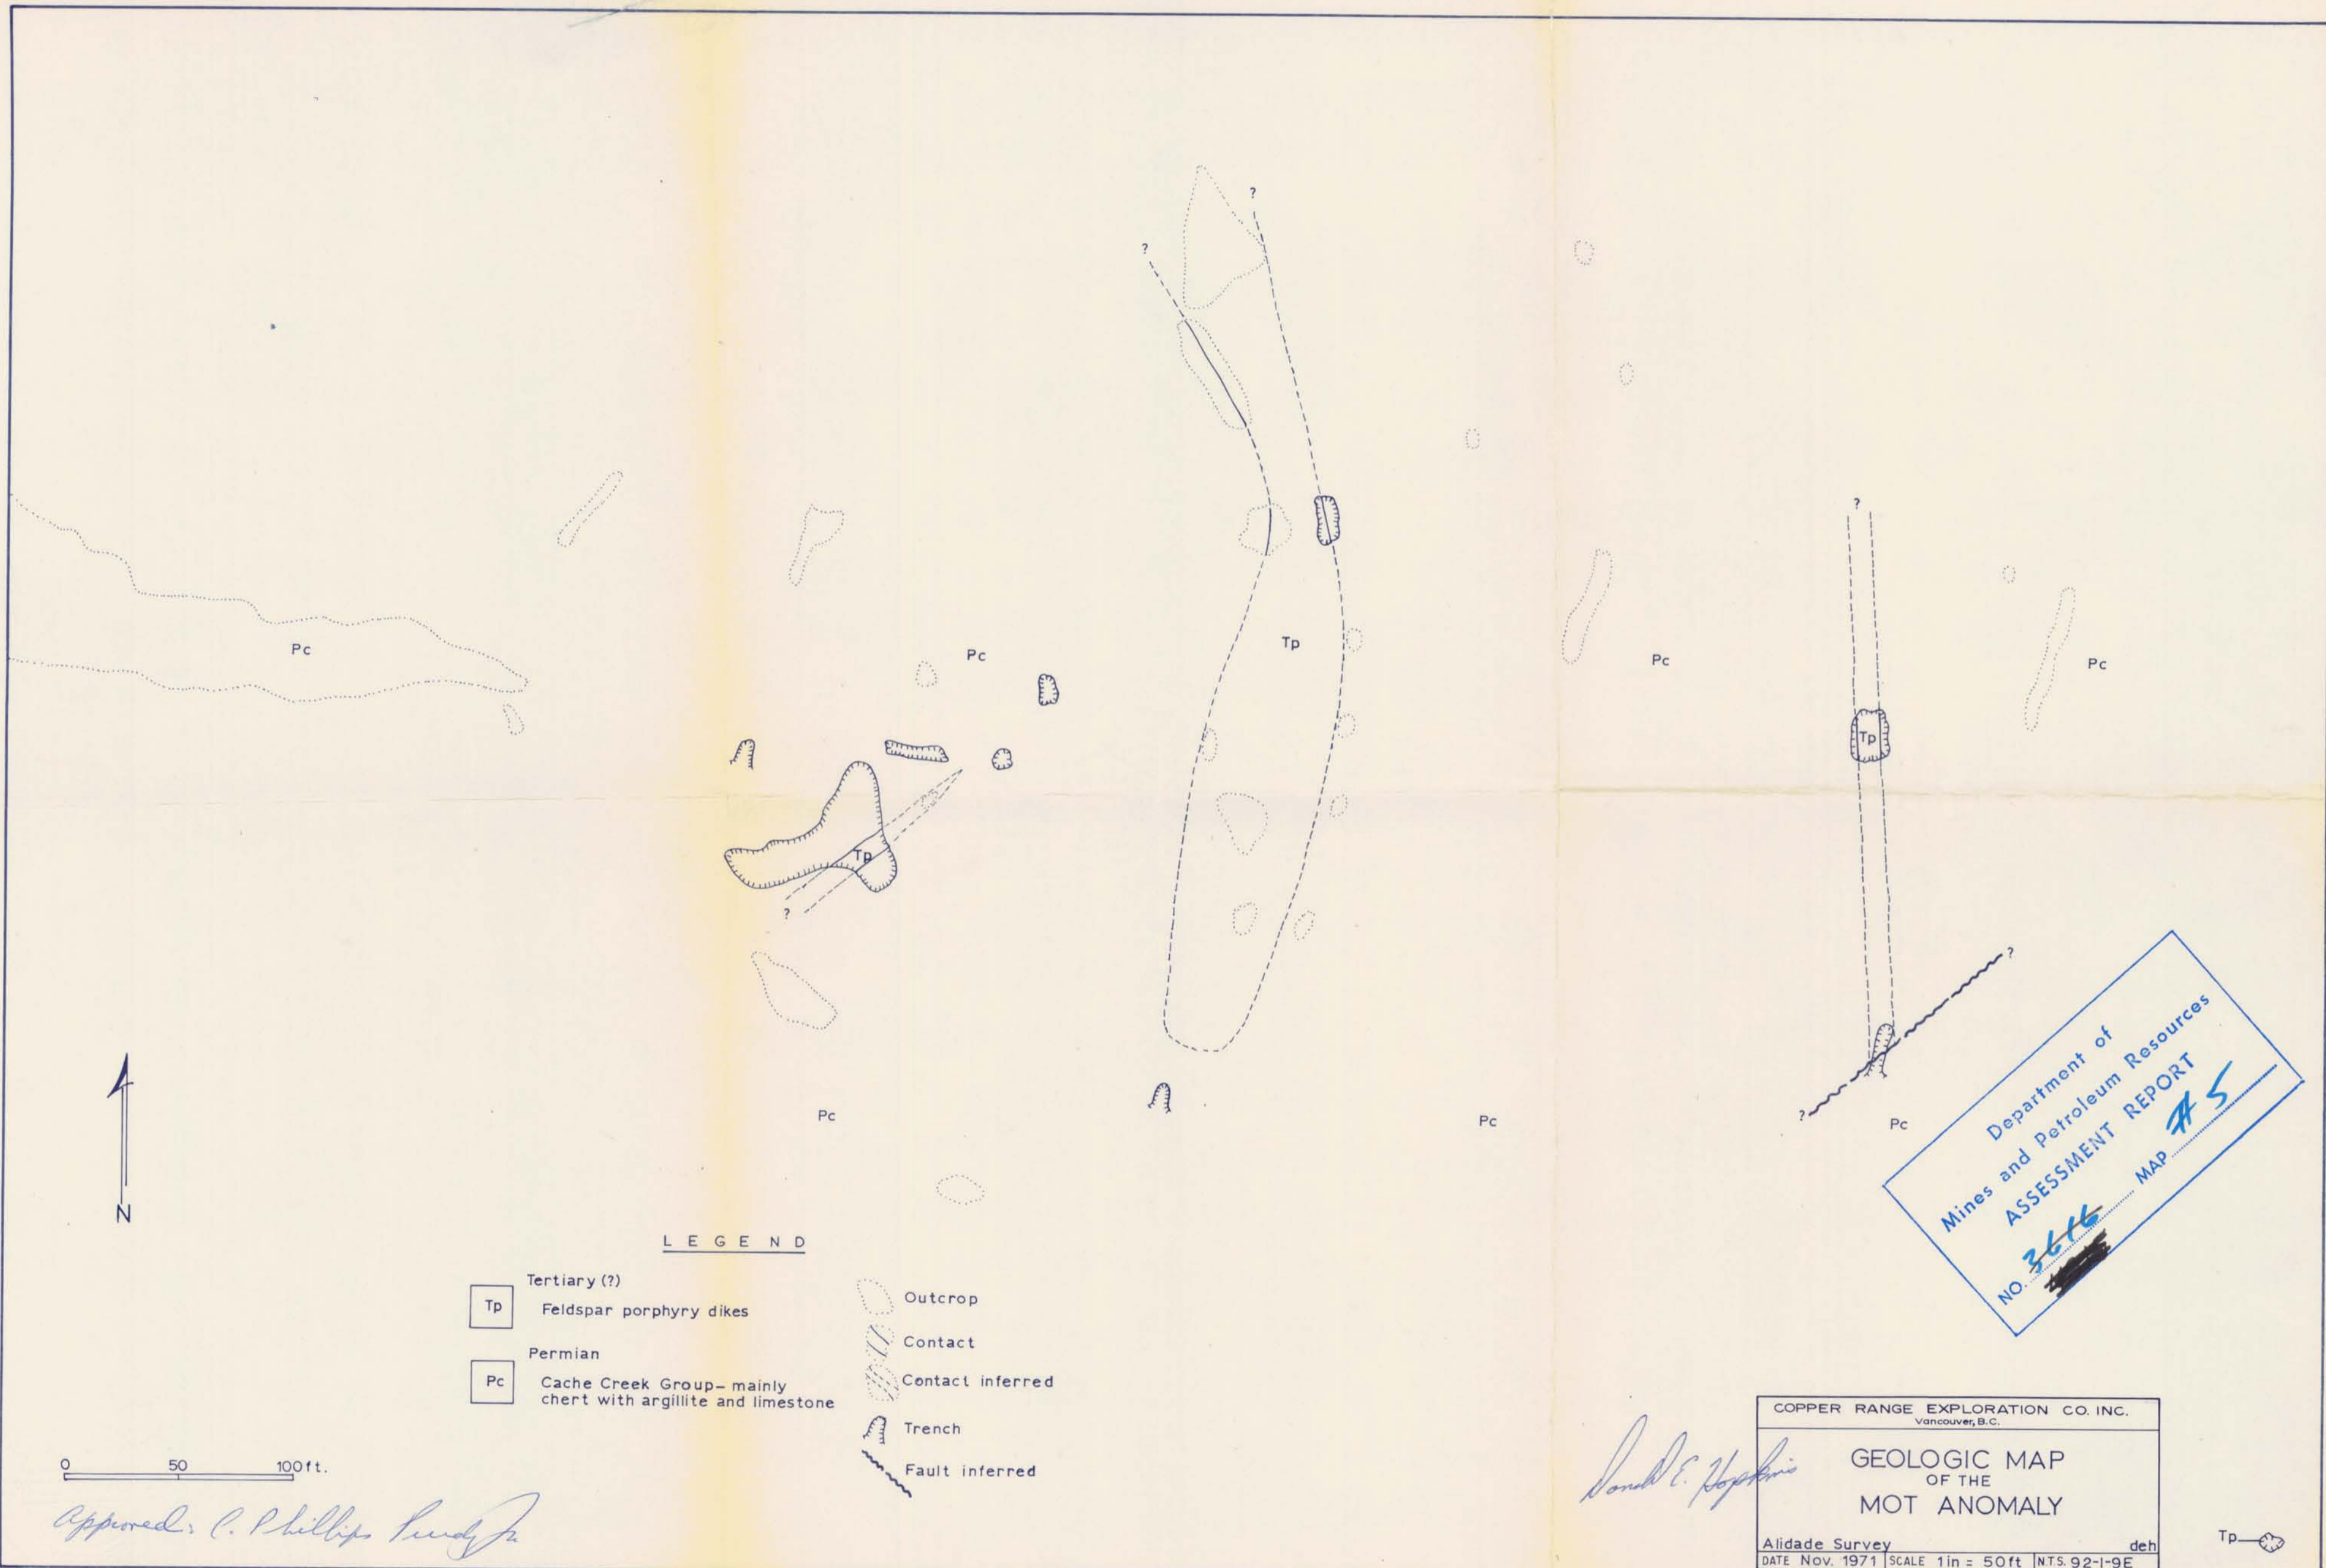 ?
?
?
Pc
Pc
Tp
Pc
Tp
Pc
Tp
?
?
?
Pc
Pc
Pc
N
Department of
Mines and Petroleum Resources
ASSESSMENT REPORT
NO. 3616 MAP #5
LEGEND
Tertiary (?)
Tp Feldspar porphyry dikes
Permian
Pc Cache Creek Group – mainly
chert with argillite and limestone
Outcrop
Contact
Contact inferred
Trench
Fault inferred
0 50 100 ft.
Approved: C. Phillips Purdy Jr
Donald E. Hopkins
COPPER RANGE EXPLORATION CO. INC.
Vancouver, B.C.
GEOLOGIC MAP
OF THE
MOT ANOMALY
Alidade Survey deh
DATE Nov. 1971 SCALE 1 in = 50 ft N.T.S. 92-I-9E
Tp